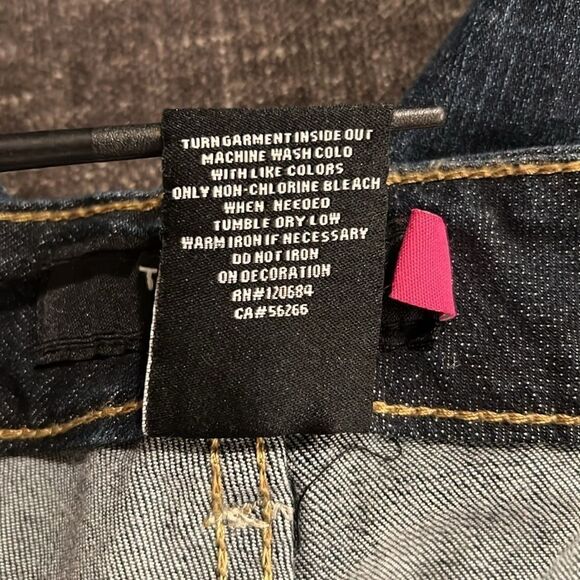 TURN GARMENT INSIDE OUT
MACHINE WASH COLD
WITH LIKE COLORS
ONLY NON-CHLORINE BLEACH
WHEN NEEDED
TUMBLE DRY LOW
WARM IRON IF NECESSARY
DO NOT IRON
ON DECORATION
RN#120684
CA#56266
T